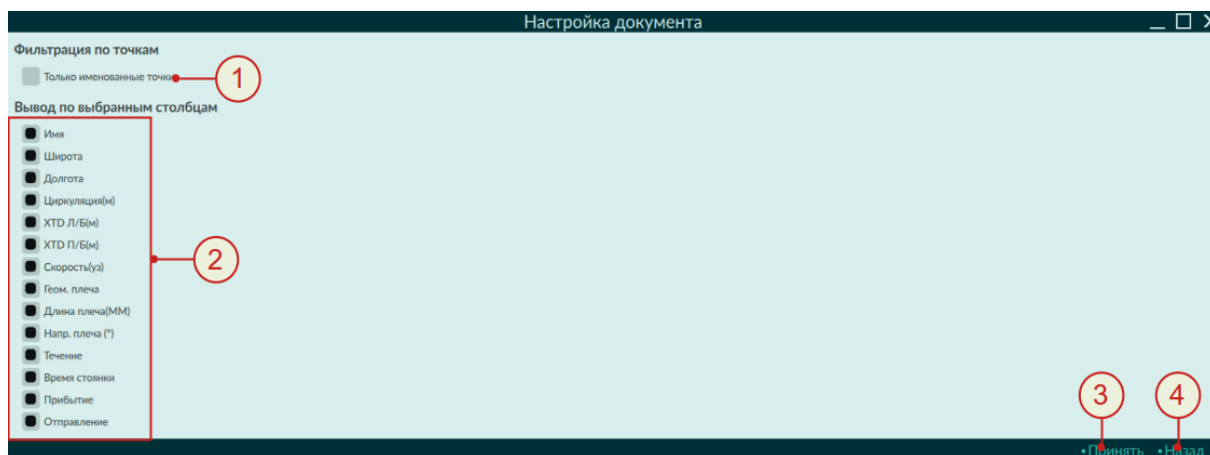 Настройка документа
Фильтрация по точкам
Только именованные точки
1
Вывод по выбранным столбцам
Имя
Широта
Долгота
Циркуляция(м)
XTD Л/Б(м)
XTD П/Б(м)
2
Скорость(уз)
Геом. плеча
Длина плеча(ММ)
Напр. плеча (°)
Течение
Время стоянки
Прибытие
Отправление
3
4
•Принять •Назад